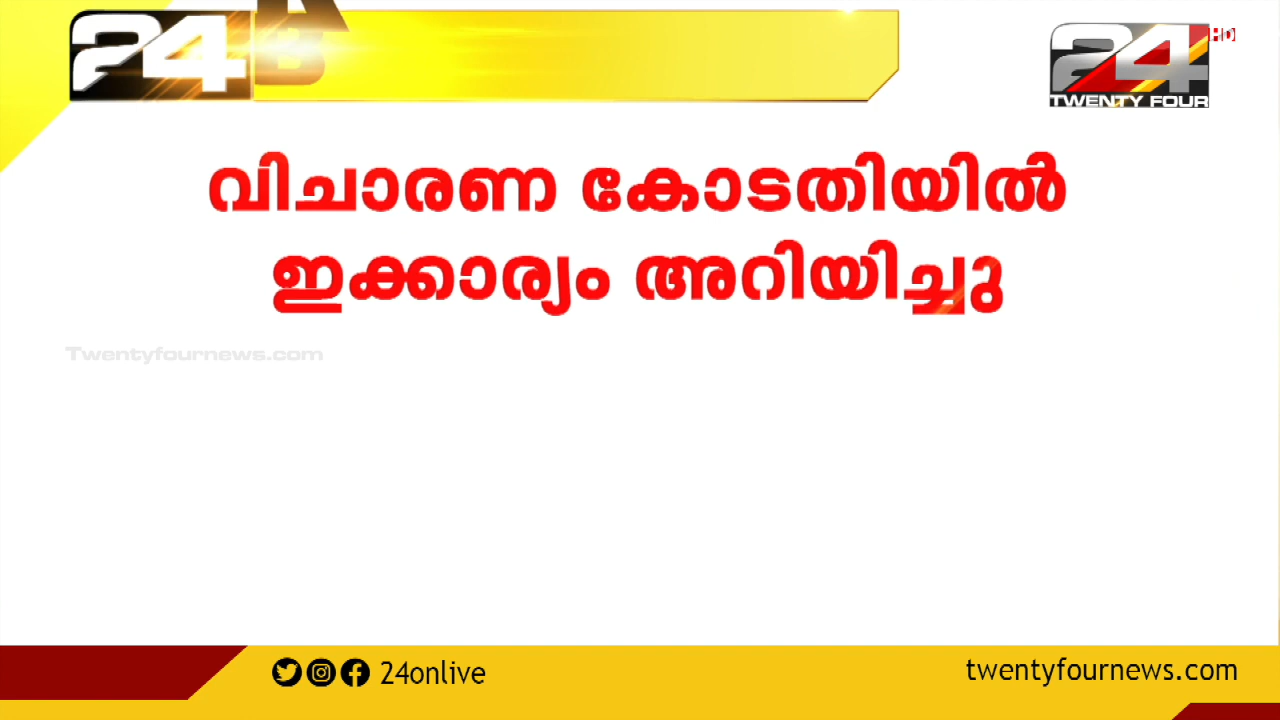 24
24 HD
TWENTY FOUR
വിചാരണ കോടതിയിൽ
ഇക്കാര്യം അറിയിച്ചു
Twentyfournews.com
24onlive
twentyfournews.com